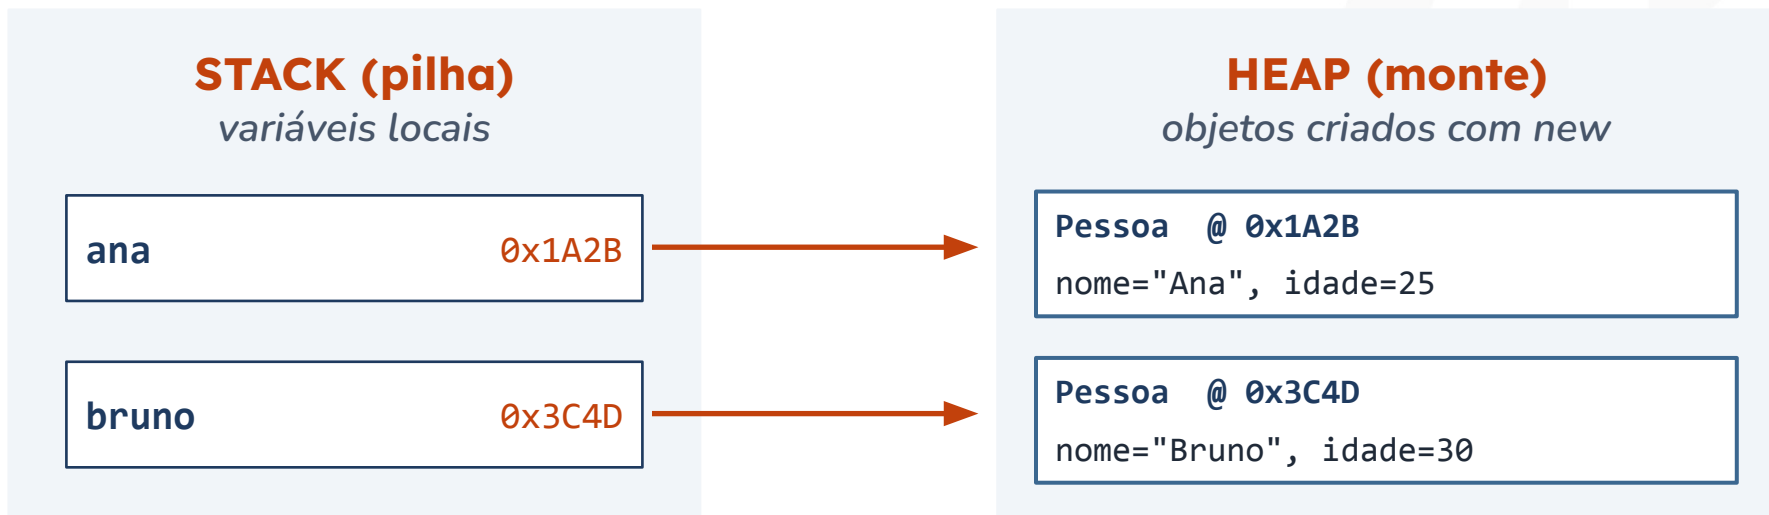 STACK (pilha)
variáveis locais
ana 0x1A2B
bruno 0x3C4D
HEAP (monte)
objetos criados com new
Pessoa @ 0x1A2B
nome="Ana", idade=25
Pessoa @ 0x3C4D
nome="Bruno", idade=30